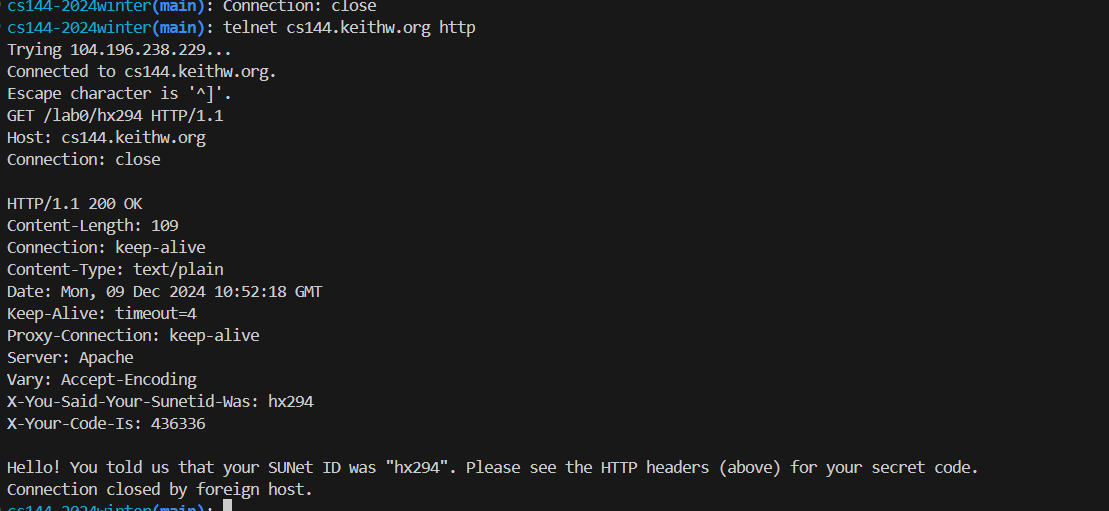 cs144-2024winter(main): Connection: close
cs144-2024winter(main): telnet cs144.keithw.org http
Trying 104.196.238.229...
Connected to cs144.keithw.org.
Escape character is '^]'.
GET /lab0/hx294 HTTP/1.1
Host: cs144.keithw.org
Connection: close

HTTP/1.1 200 OK
Content-Length: 109
Connection: keep-alive
Content-Type: text/plain
Date: Mon, 09 Dec 2024 10:52:18 GMT
Keep-Alive: timeout=4
Proxy-Connection: keep-alive
Server: Apache
Vary: Accept-Encoding
X-You-Said-Your-Sunetid-Was: hx294
X-Your-Code-Is: 436336

Hello! You told us that your SUNet ID was "hx294". Please see the HTTP headers (above) for your secret code.
Connection closed by foreign host.
cs144-2024winter(main):